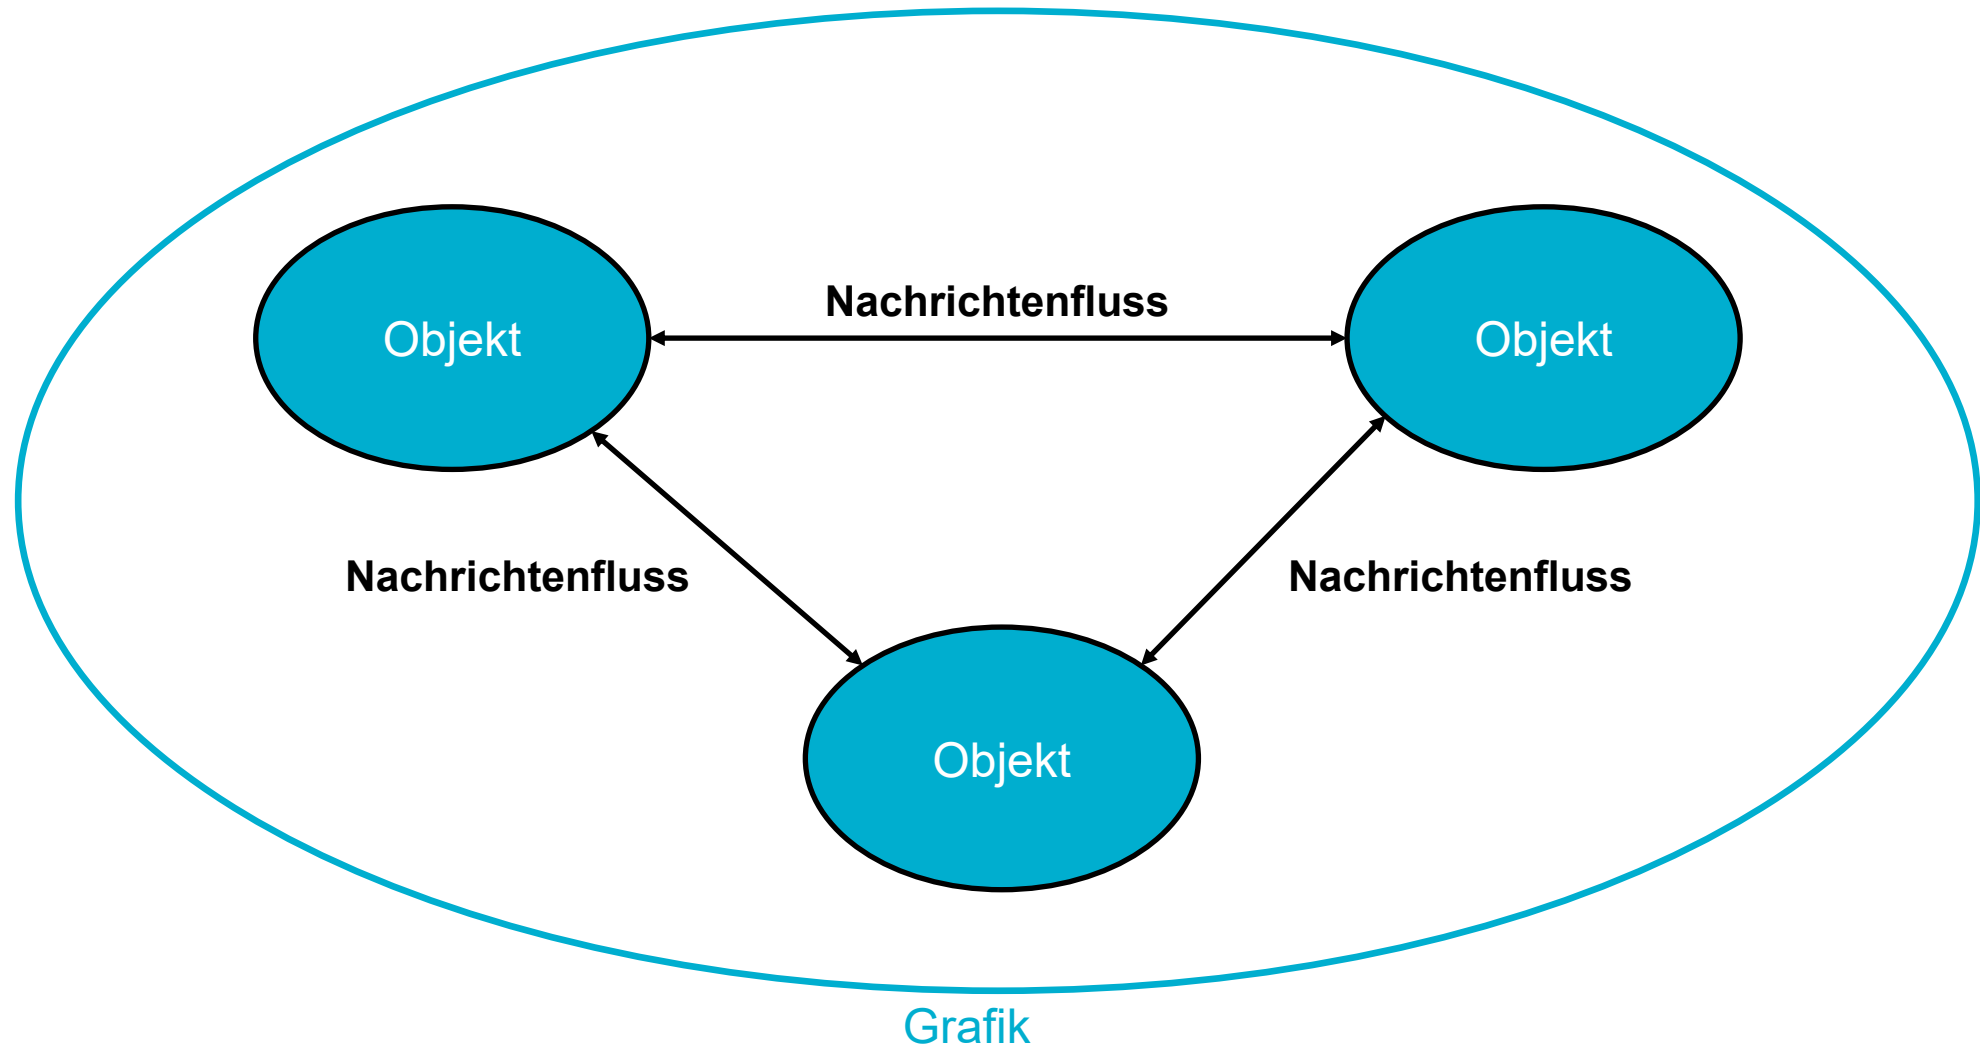 Nachrichtenfluss
Objekt
Objekt
Nachrichtenfluss
Nachrichtenfluss
Objekt
Grafik